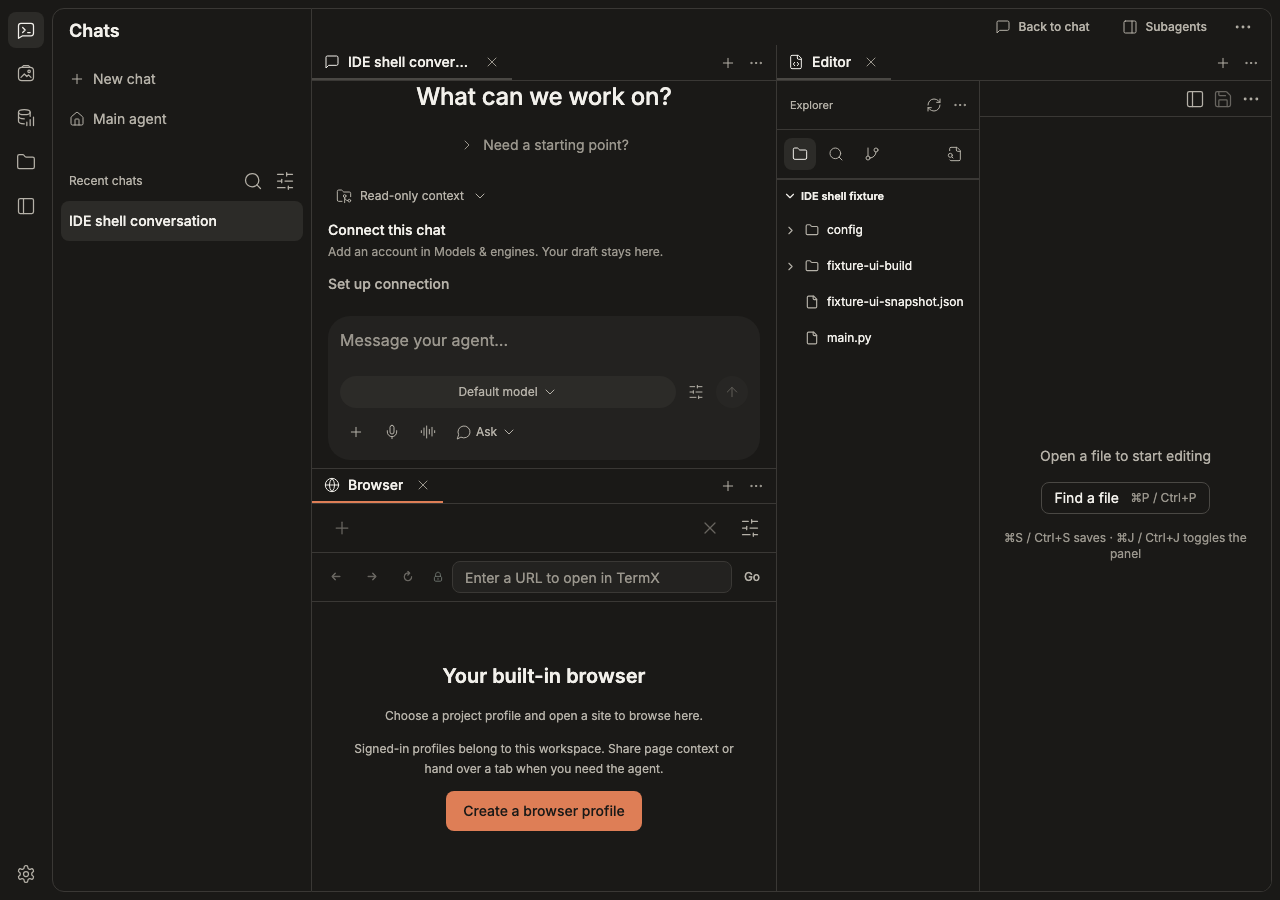 Chats
New chat
Main agent
Recent chats
IDE shell conversation
Back to chat
Subagents
IDE shell conver...
What can we work on?
Need a starting point?
Read-only context
Connect this chat
Add an account in Models & engines. Your draft stays here.
Set up connection
Message your agent...
Default model
Ask
Browser
Enter a URL to open in TermX
Go
Your built-in browser
Choose a project profile and open a site to browse here.
Signed-in profiles belong to this workspace. Share page context or
hand over a tab when you need the agent.
Create a browser profile
Editor
Explorer
IDE shell fixture
config
fixture-ui-build
fixture-ui-snapshot.json
main.py
Open a file to start editing
Find a file ⌘P / Ctrl+P
⌘S / Ctrl+S saves · ⌘J / Ctrl+J toggles the
panel